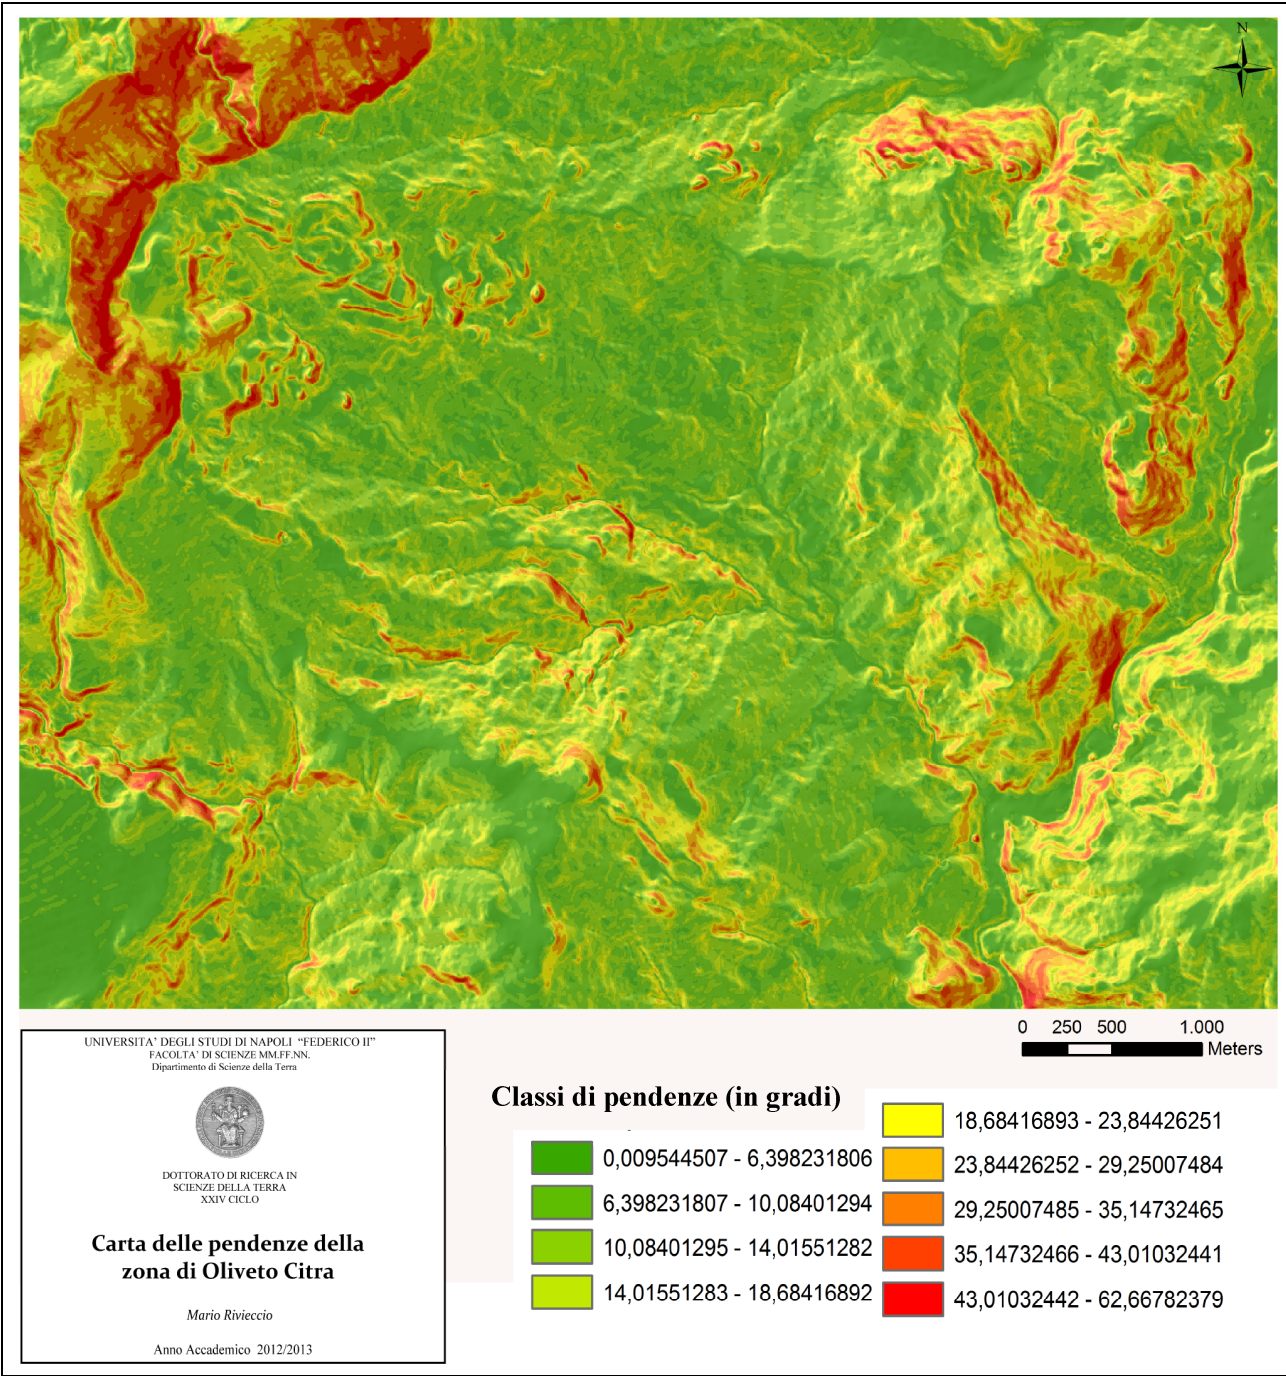 N
0 250 500 1.000
Meters
UNIVERSITA’ DEGLI STUDI DI NAPOLI “FEDERICO II”
FACOLTA’ DI SCIENZE MM.FF.NN.
Dipartimento di Scienze della Terra
DOTTORATO DI RICERCA IN
SCIENZE DELLA TERRA
XXIV CICLO
Carta delle pendenze della
zona di Oliveto Citra
Mario Rivieccio
Anno Accademico 2012/2013
Classi di pendenze (in gradi)
0,009544507 - 6,398231806
6,398231807 - 10,08401294
10,08401295 - 14,01551282
14,01551283 - 18,68416892
18,68416893 - 23,84426251
23,84426252 - 29,25007484
29,25007485 - 35,14732465
35,14732466 - 43,01032441
43,01032442 - 62,66782379